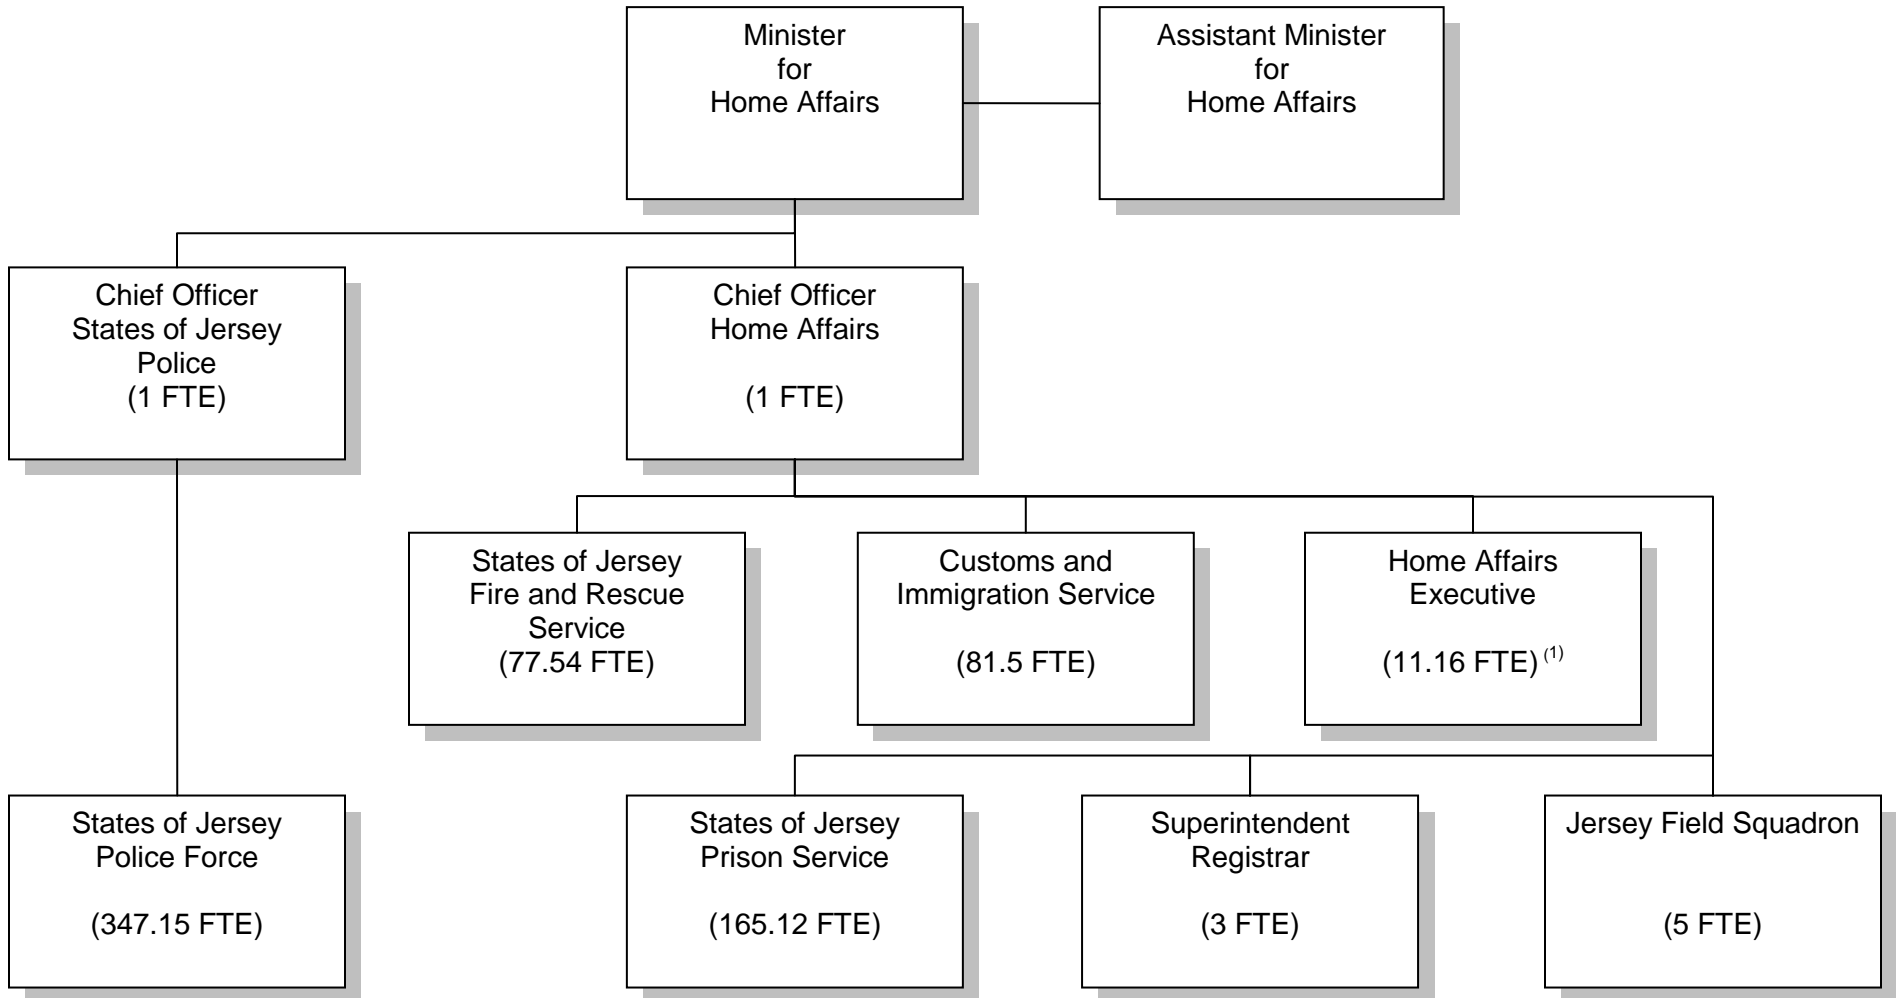 Minister
for
Home Affairs
Assistant Minister
for
Home Affairs
Chief Officer
States of Jersey
Police
(1 FTE)
Chief Officer
Home Affairs
(1 FTE)
States of Jersey
Fire and Rescue
Service
(77.54 FTE)
Customs and
Immigration Service
(81.5 FTE)
Home Affairs
Executive
(11.16 FTE) (1)
States of Jersey
Police Force
(347.15 FTE)
States of Jersey
Prison Service
(165.12 FTE)
Superintendent
Registrar
(3 FTE)
Jersey Field Squadron
(5 FTE)